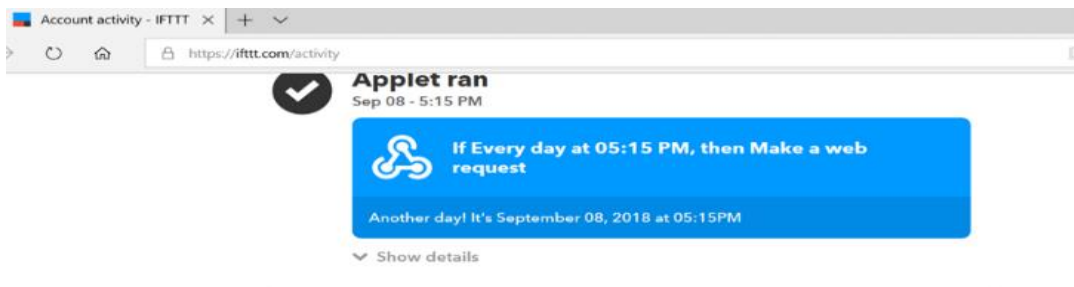 Account activity - IFTTT
https://ifttt.com/activity
Applet ran
Sep 08 - 5:15 PM
If Every day at 05:15 PM, then Make a web
request
Another day! It's September 08, 2018 at 05:15PM
Show details